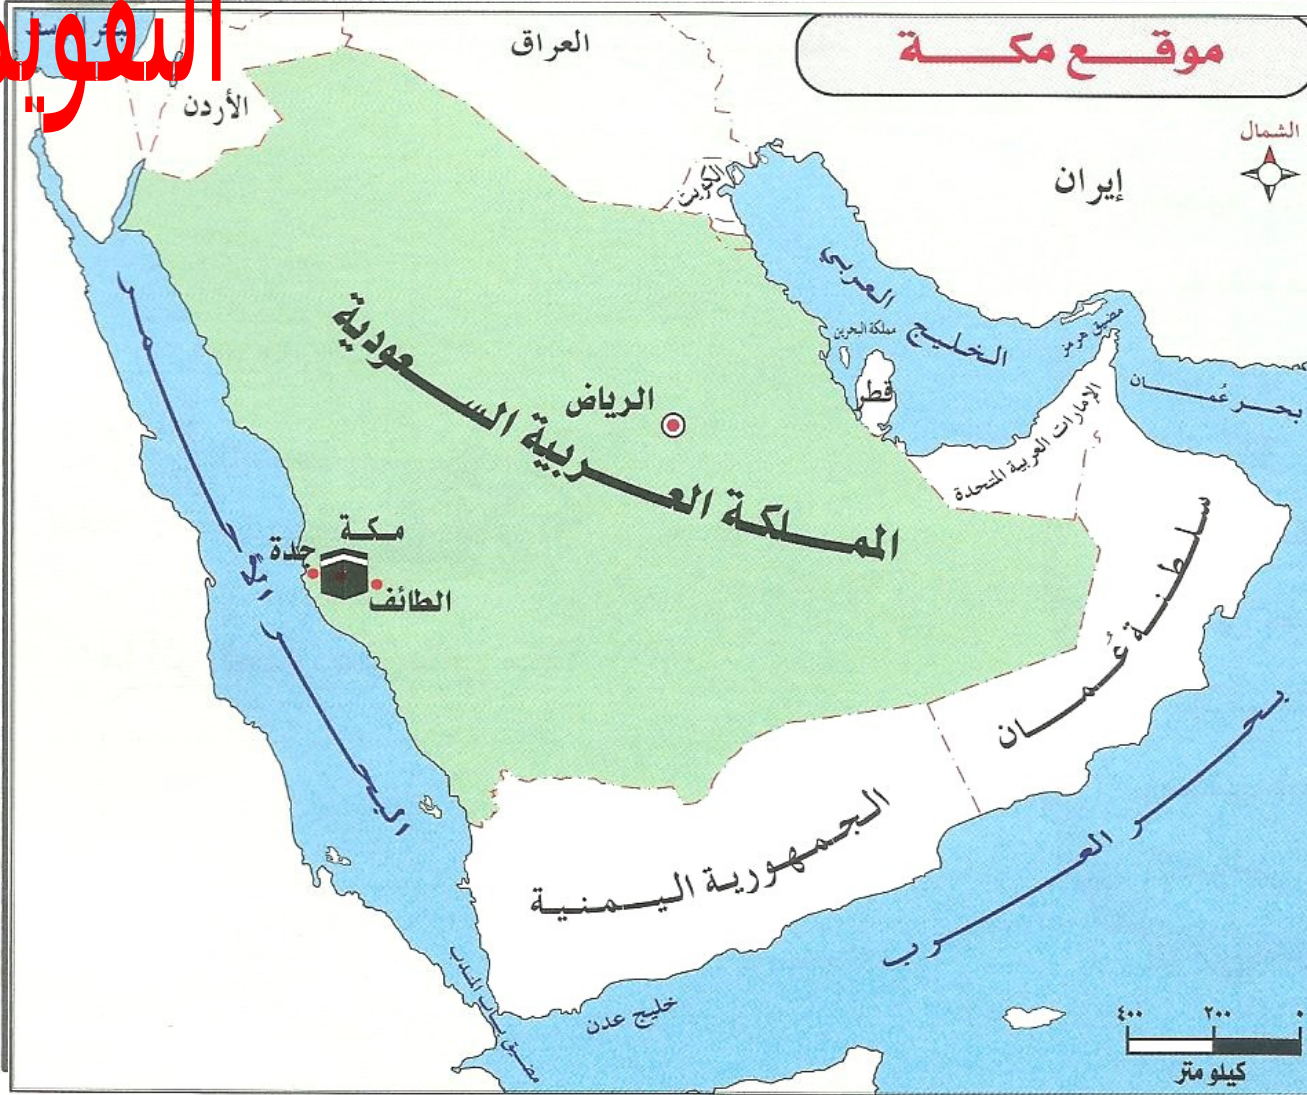 التقويم
موقع مكة
الشمال
العراق
الأردن
الكويت
إيران
الخليج العربي
مملكة البحرين
مضيق هرمز
قطر
بحر عُمان
الإمارات العربية المتحدة
الرياض
المملكة العربية السعودية
مكة
جدة
الطائف
البحر الأحمر
سلطنة عُمان
بحر العرب
الجمهورية اليمنية
خليج عدن
مضيق باب المندب
٤٠٠ ٢٠٠ ٠
كيلو متر